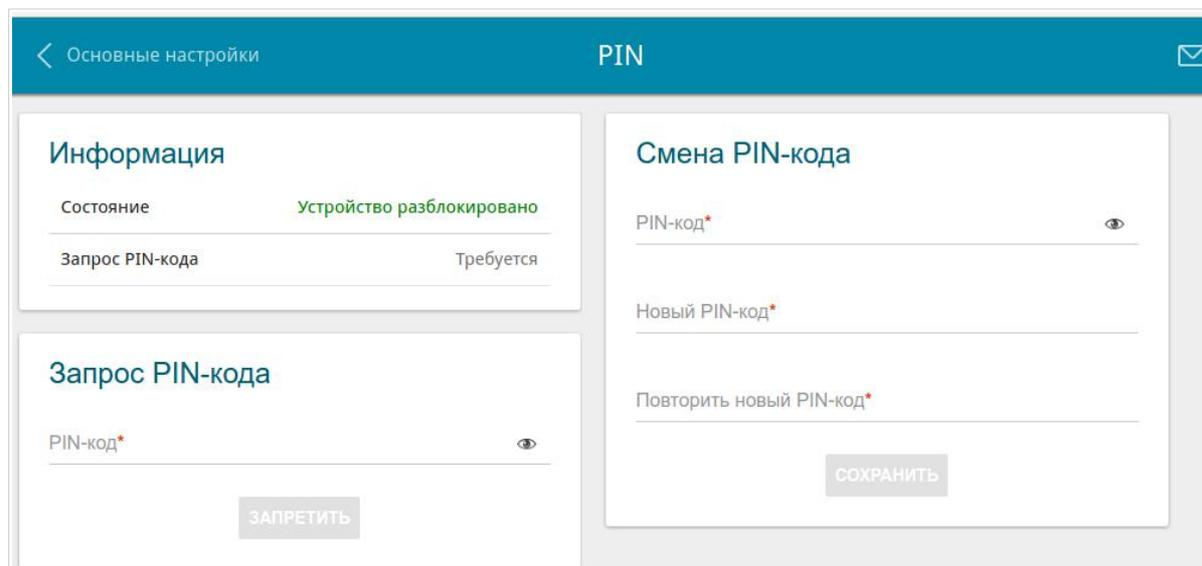 Основные настройки
PIN
Информация
Состояние Устройство разблокировано
Запрос PIN-кода Требуется
Запрос PIN-кода
PIN-код*
ЗАПРЕТИТЬ
Смена PIN-кода
PIN-код*
Новый PIN-код*
Повторить новый PIN-код*
СОХРАНИТЬ